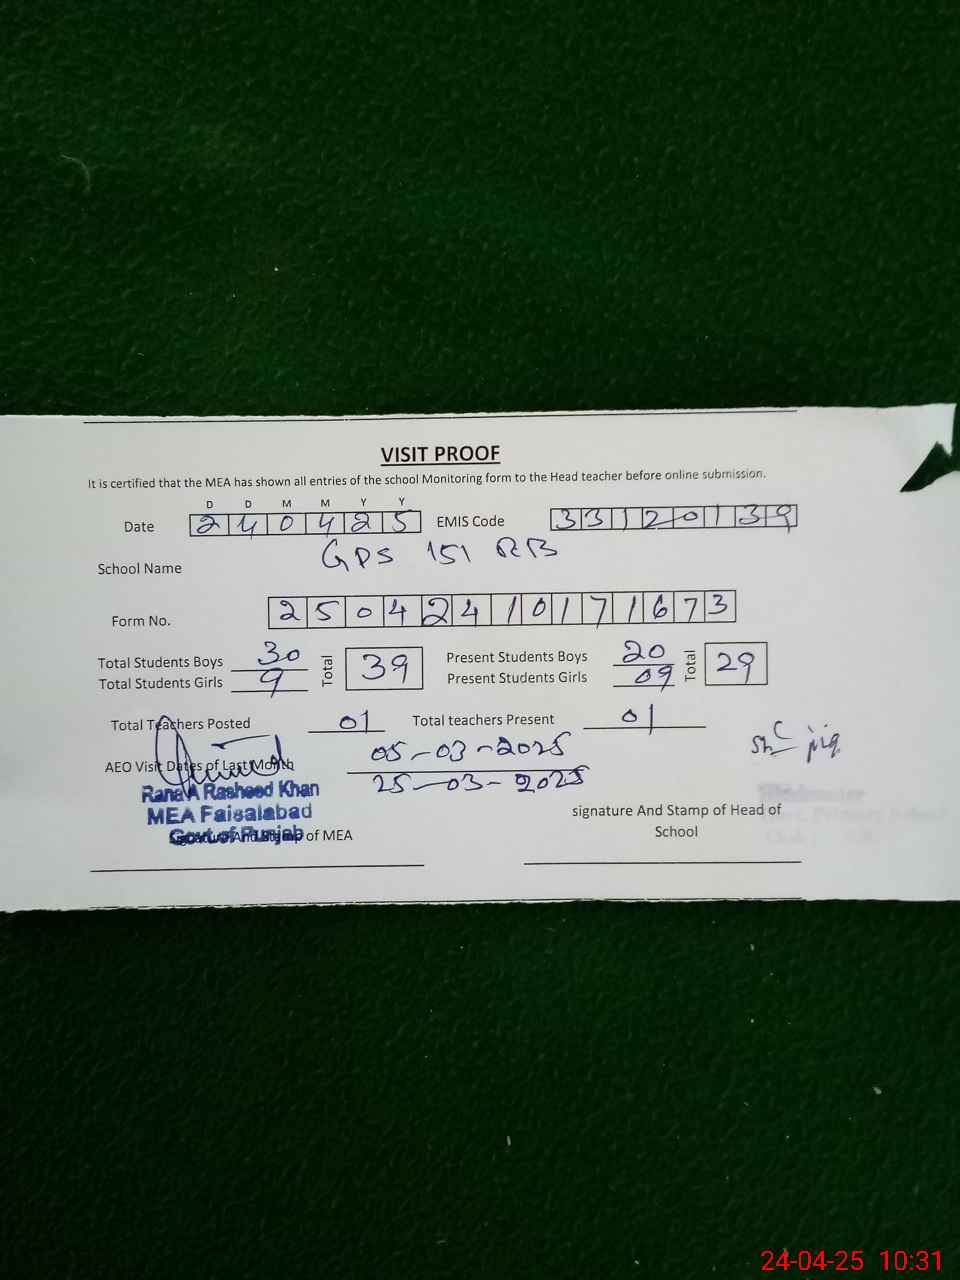 VISIT PROOF
It is certified that the MEA has shown all entries of the school Monitoring form to the Head teacher before online submission.
D D M M Y Y
Date 2 4 0 4 2 5 EMIS Code 3 3 1 2 0 1 3 9
School Name GPS 151 RB
Form No. 2 5 0 4 2 4 1 0 1 7 1 6 7 3
Total Students Boys 30 Total 39 Present Students Boys 20 Total 29
Total Students Girls 9 Present Students Girls 09
Total Teachers Posted 01 Total teachers Present 01
AEO Visit Dates of Last Month 05-03-2025
25-03-2025
Rana A Rasheed Khan
MEA Faisalabad
Govt of Punjab
Signature And Stamp of MEA
signature And Stamp of Head of
School
24-04-25 10:31